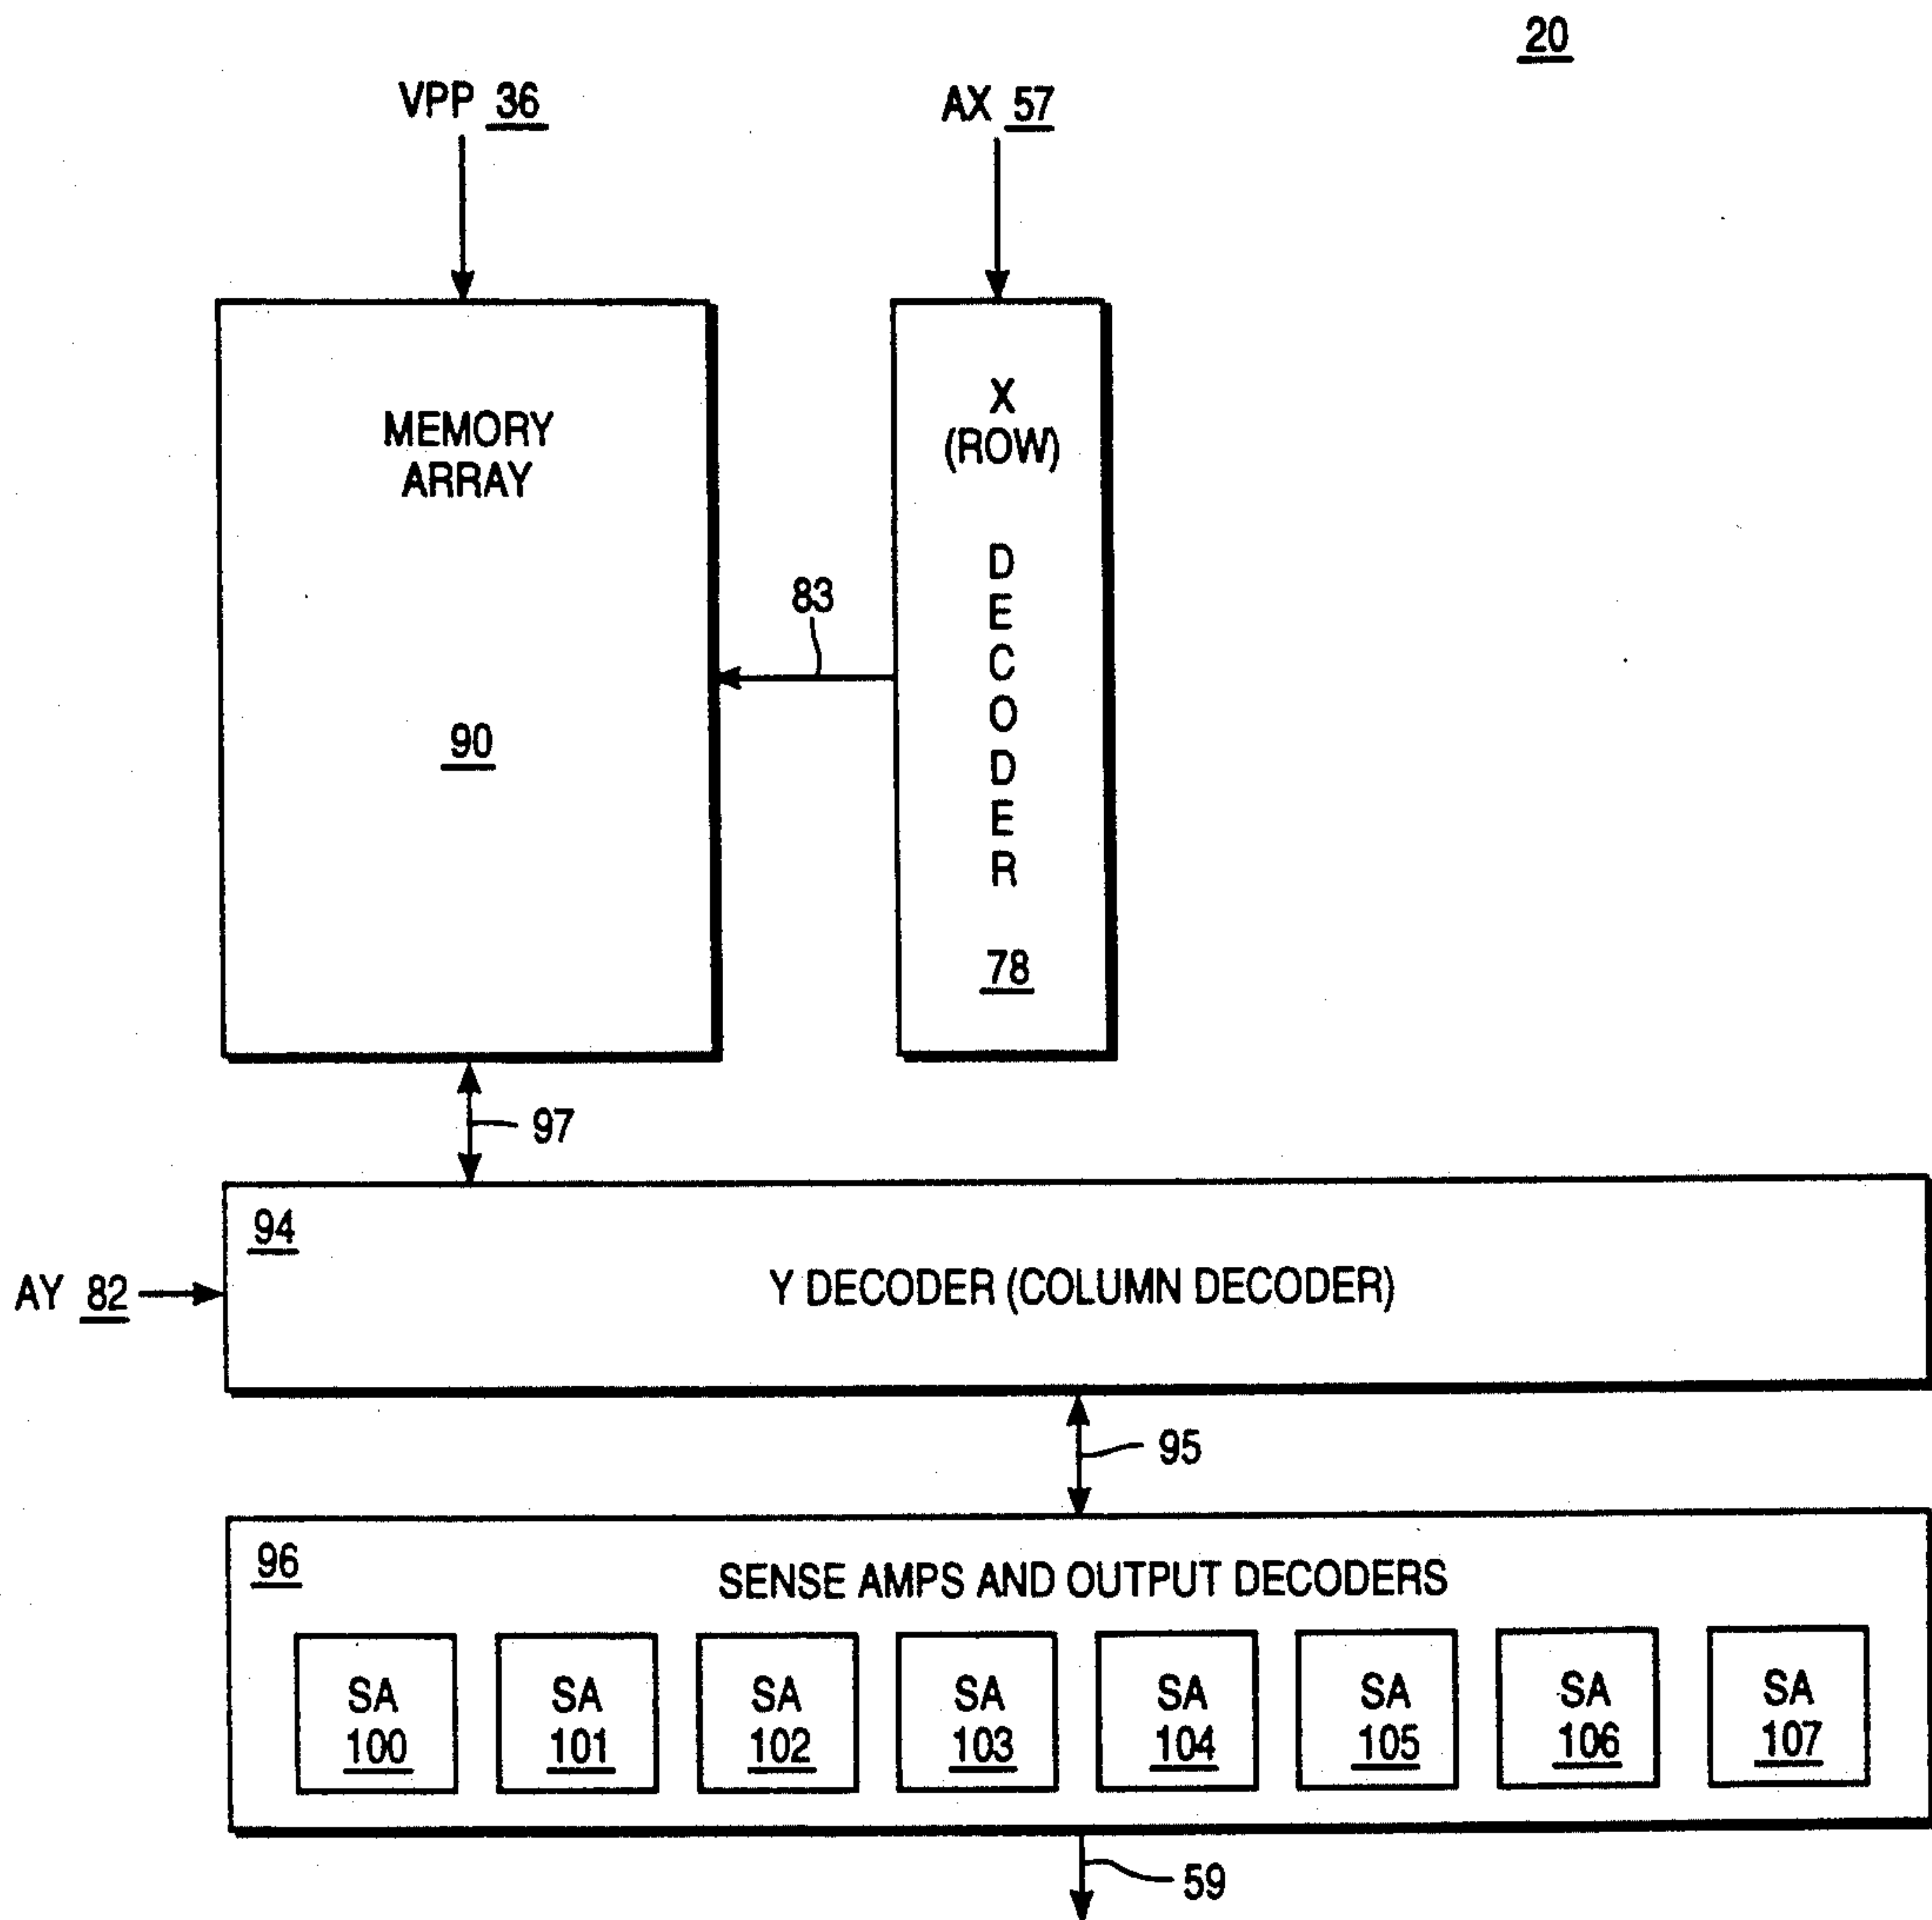 20
VPP 36
AX 57
MEMORY
ARRAY
90
83
X
(ROW)
DECODER
78
97
94
Y DECODER (COLUMN DECODER)
AY 82
95
96
SENSE AMPS AND OUTPUT DECODERS
SA
100
SA
101
SA
102
SA
103
SA
104
SA
105
SA
106
SA
107
59